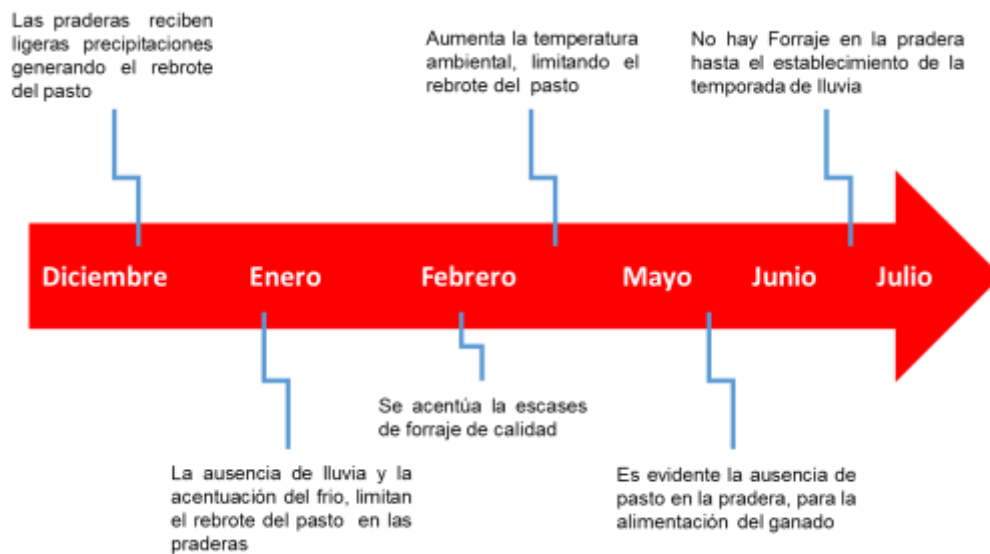 Las praderas reciben
ligeras precipitaciones
generando el rebrote
del pasto
Aumenta la temperatura
ambiental, limitando el
rebrote del pasto
No hay Forraje en la pradera
hasta el establecimiento de la
temporada de lluvia
Diciembre
Enero
Febrero
Mayo
Junio
Julio
La ausencia de lluvia y la
acentuación del frio, limitan
el rebrote del pasto en las
praderas
Se acentúa la escases
de forraje de calidad
Es evidente la ausencia de
pasto en la pradera, para la
alimentación del ganado